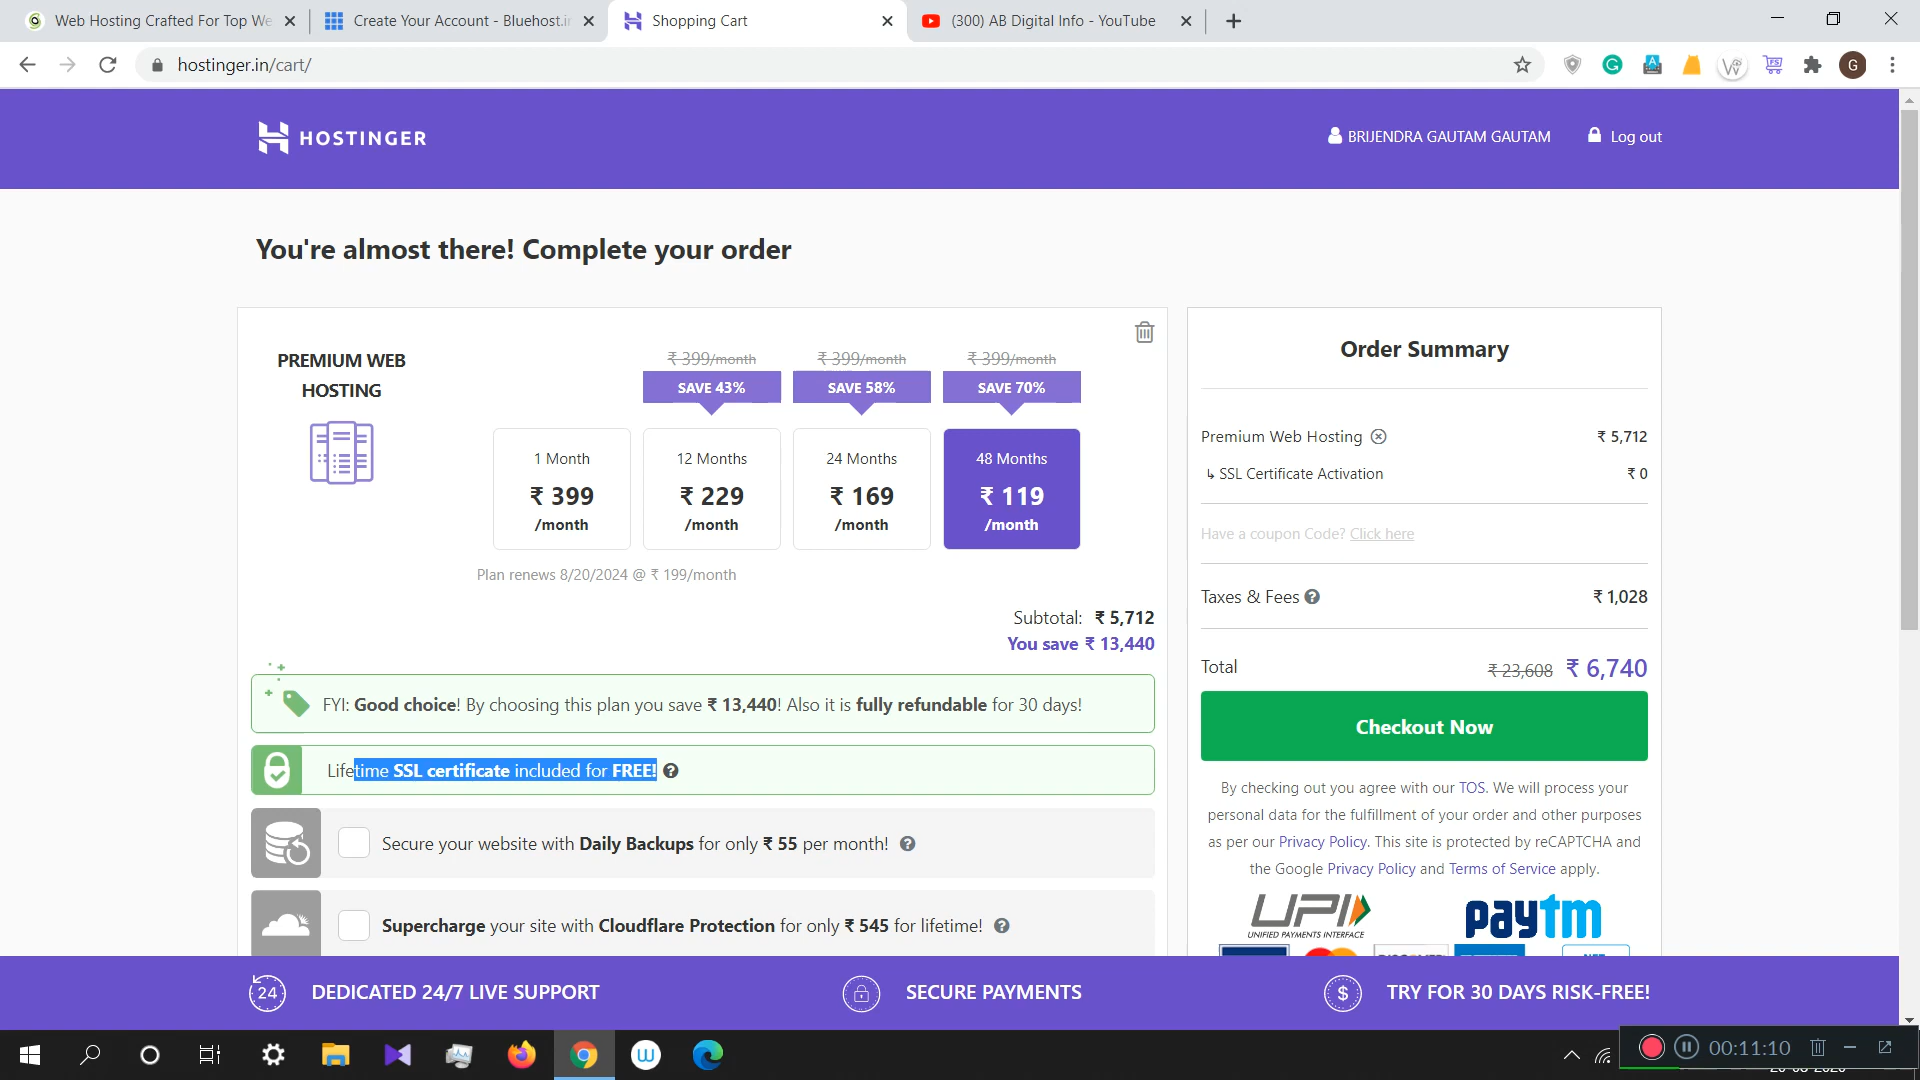 Web Hosting Crafted For Top We
Create Your Account - Bluehost.in
Shopping Cart
(300) AB Digital Info - YouTube
hostinger.in/cart/
G
HOSTINGER
BRIJENDRA GAUTAM GAUTAM
Log out
You're almost there! Complete your order
PREMIUM WEB
HOSTING
₹ 399/month
₹ 399/month
₹ 399/month
SAVE 43%
SAVE 58%
SAVE 70%
1 Month
₹ 399
/month
12 Months
₹ 229
/month
24 Months
₹ 169
/month
48 Months
₹ 119
/month
Plan renews 8/20/2024 @ ₹ 199/month
Subtotal: ₹ 5,712
You save ₹ 13,440
FYI: Good choice! By choosing this plan you save ₹ 13,440! Also it is fully refundable for 30 days!
Lifetime SSL certificate included for FREE!
Secure your website with Daily Backups for only ₹ 55 per month!
Supercharge your site with Cloudflare Protection for only ₹ 545 for lifetime!
Order Summary
Premium Web Hosting ₹ 5,712
↳ SSL Certificate Activation ₹ 0
Have a coupon Code? Click here
Taxes & Fees ₹ 1,028
Total ₹ 23,608 ₹ 6,740
Checkout Now
By checking out you agree with our TOS. We will process your
personal data for the fulfillment of your order and other purposes
as per our Privacy Policy. This site is protected by reCAPTCHA and
the Google Privacy Policy and Terms of Service apply.
UPI
UNIFIED PAYMENTS INTERFACE
paytm
24
DEDICATED 24/7 LIVE SUPPORT
SECURE PAYMENTS
$
TRY FOR 30 DAYS RISK-FREE!
00:11:10